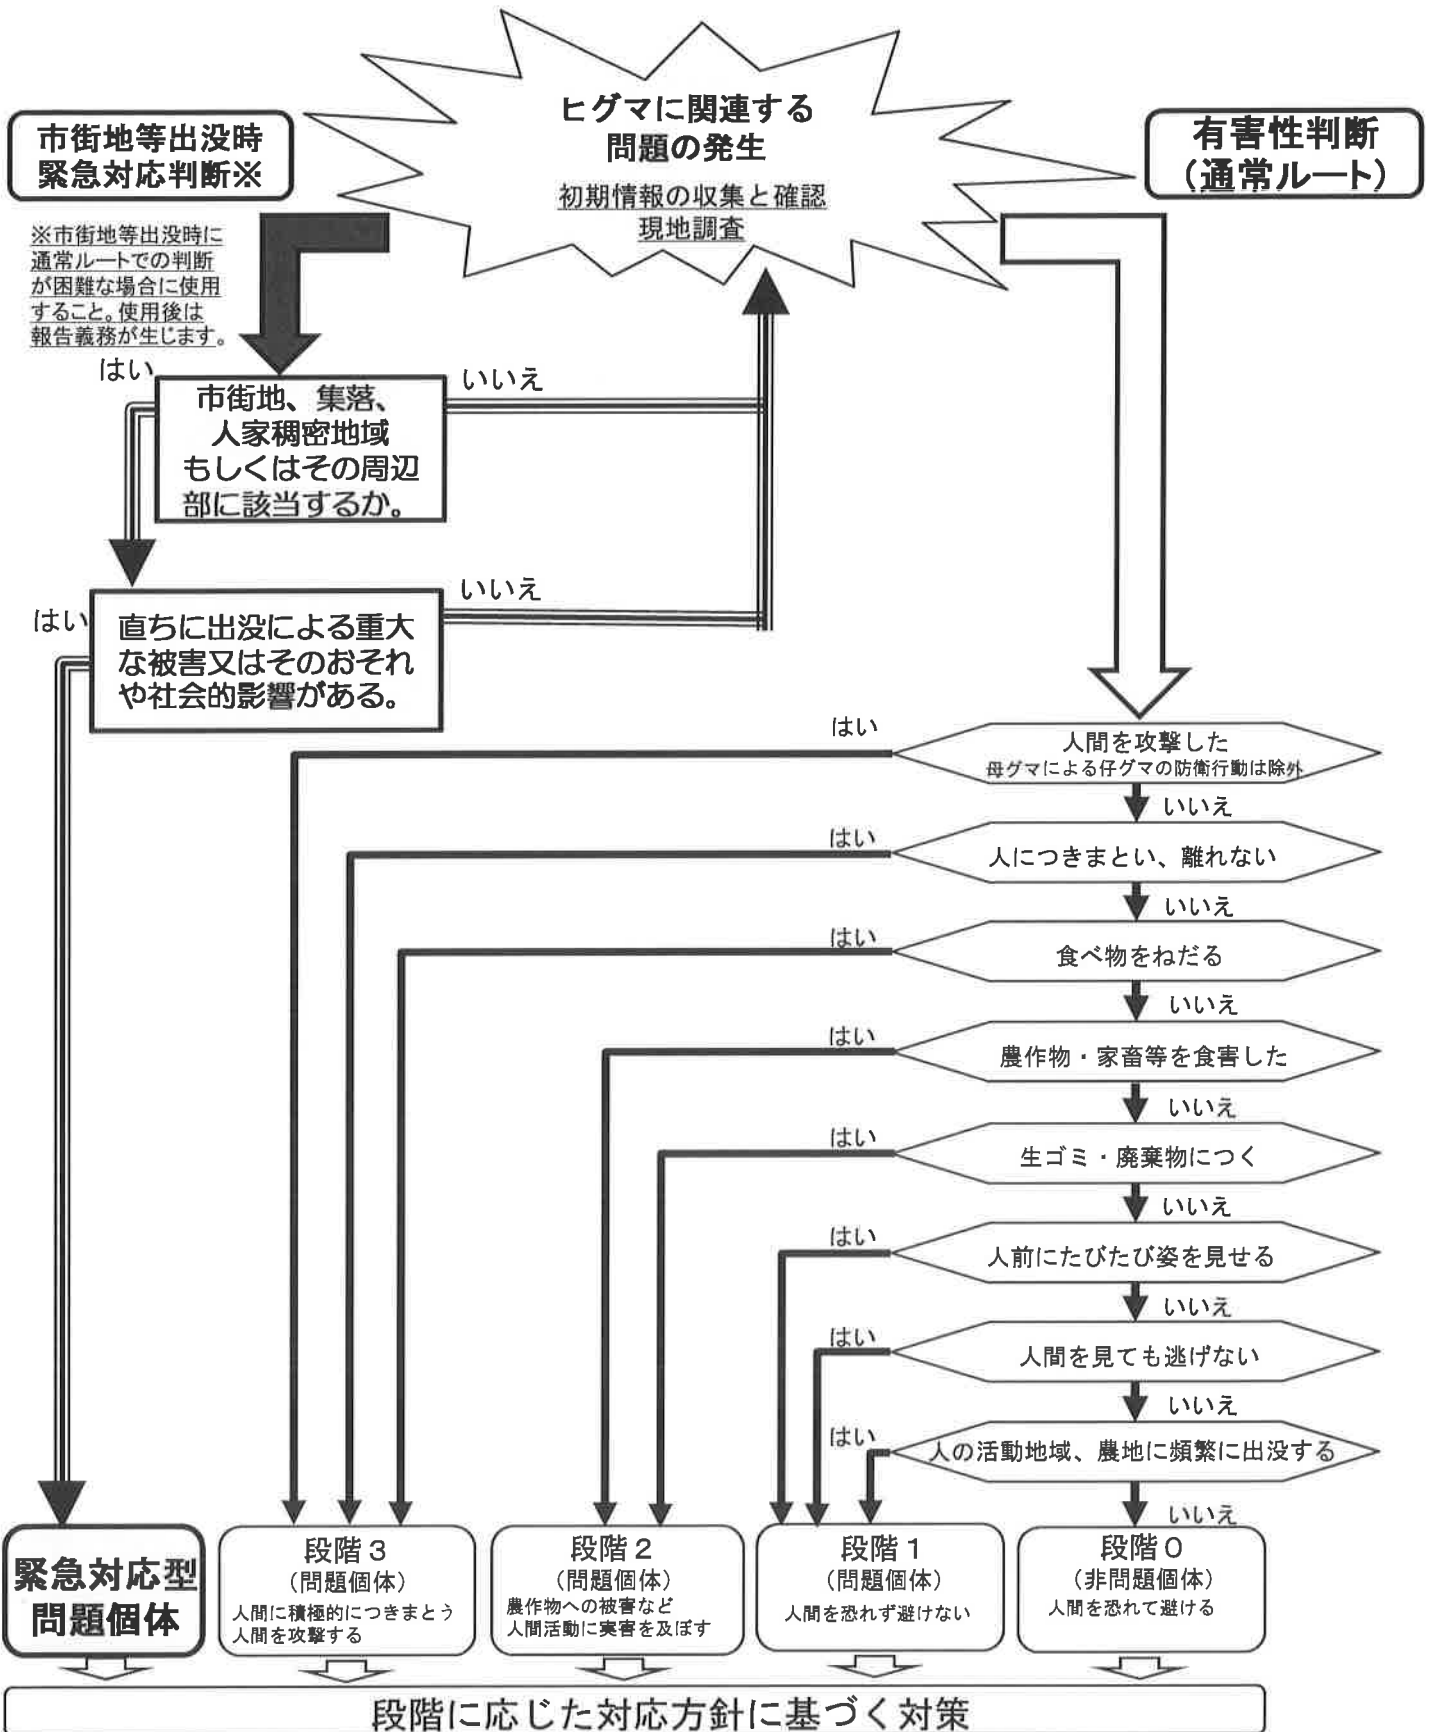 ヒグマに関連する
問題の発生
初期情報の収集と確認
現地調査
市街地等出没時
緊急対応判断※
有害性判断
（通常ルート）
※市街地等出没時に
通常ルートでの判断
が困難な場合に使用
すること。使用後は
報告義務が生じます。
はい
いいえ
市街地、集落、
人家稠密地域
もしくはその周辺
部に該当するか。
はい
いいえ
直ちに出没による重大
な被害又はそのおそれ
や社会的影響がある。
はい
人間を攻撃した
母グマによる仔グマの防衛行動は除外
いいえ
はい
人につきまとい、離れない
いいえ
はい
食べ物をねだる
いいえ
はい
農作物・家畜等を食害した
いいえ
はい
生ゴミ・廃棄物につく
いいえ
はい
人前にたびたび姿を見せる
いいえ
はい
人間を見ても逃げない
いいえ
はい
人の活動地域、農地に頻繁に出没する
いいえ
緊急対応型
問題個体
段階３
（問題個体）
人間に積極的につきまとう
人間を攻撃する
段階２
（問題個体）
農作物への被害など
人間活動に実害を及ぼす
段階１
（問題個体）
人間を恐れず避けない
段階０
（非問題個体）
人間を恐れて避ける
段階に応じた対応方針に基づく対策